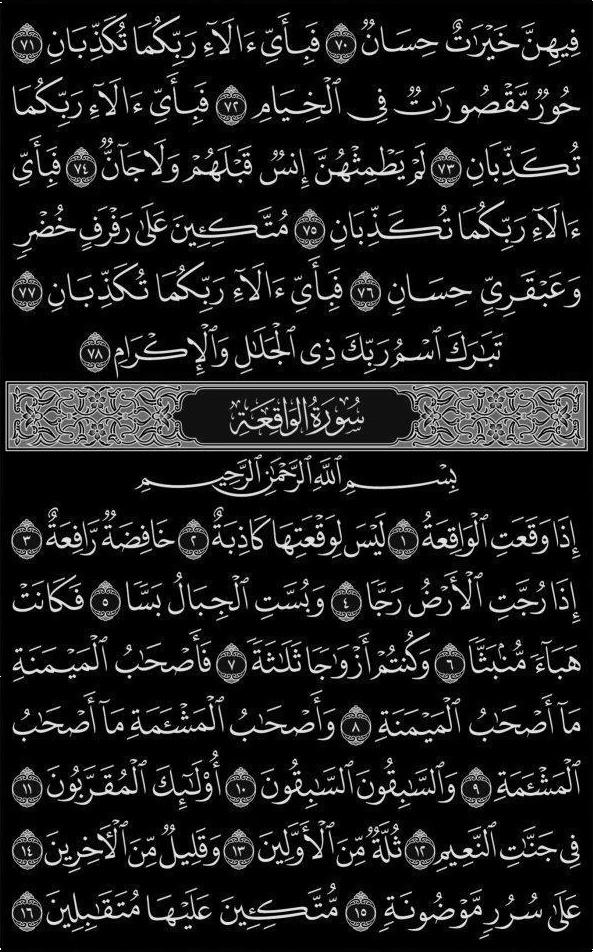 فِيهِنَّ خَيْرَٰتٌ حِسَانٌ ٧٠ فَبِأَيِّ ءَالَآءِ رَبِّكُمَا تُكَذِّبَانِ ٧١
حُورٌ مَّقْصُورَٰتٌ فِى ٱلْخِيَامِ ٧٢ فَبِأَيِّ ءَالَآءِ رَبِّكُمَا
تُكَذِّبَانِ ٧٣ لَمْ يَطْمِثْهُنَّ إِنسٌ قَبْلَهُمْ وَلَا جَآنٌّ ٧٤ فَبِأَيِّ
ءَالَآءِ رَبِّكُمَا تُكَذِّبَانِ ٧٥ مُتَّكِـِٔينَ عَلَىٰ رَفْرَفٍ خُضْرٍ
وَعَبْقَرِىٍّ حِسَانٍ ٧٦ فَبِأَيِّ ءَالَآءِ رَبِّكُمَا تُكَذِّبَانِ ٧٧
تَبَٰرَكَ ٱسْمُ رَبِّكَ ذِى ٱلْجَلَٰلِ وَٱلْإِكْرَامِ ٧٨
سُورَةُ الْوَاقِعَةِ
بِسْمِ ٱللَّهِ ٱلرَّحْمَٰنِ ٱلرَّحِيمِ
إِذَا وَقَعَتِ ٱلْوَاقِعَةُ ١ لَيْسَ لِوَقْعَتِهَا كَاذِبَةٌ ٢ خَافِضَةٌ رَّافِعَةٌ ٣
إِذَا رُجَّتِ ٱلْأَرْضُ رَجًّا ٤ وَبُسَّتِ ٱلْجِبَالُ بَسًّا ٥ فَكَانَتْ
هَبَآءً مُّنۢبَثًّا ٦ وَكُنتُمْ أَزْوَٰجًا ثَلَٰثَةً ٧ فَأَصْحَٰبُ ٱلْمَيْمَنَةِ
مَآ أَصْحَٰبُ ٱلْمَيْمَنَةِ ٨ وَأَصْحَٰبُ ٱلْمَشْـَٔمَةِ مَآ أَصْحَٰبُ
ٱلْمَشْـَٔمَةِ ٩ وَٱلسَّٰبِقُونَ ٱلسَّٰبِقُونَ ١٠ أُو۟لَٰٓئِكَ ٱلْمُقَرَّبُونَ ١١
فِى جَنَّٰتِ ٱلنَّعِيمِ ١٢ ثُلَّةٌ مِّنَ ٱلْأَوَّلِينَ ١٣ وَقَلِيلٌ مِّنَ ٱلْـَٔاخِرِينَ ١٤
عَلَىٰ سُرُرٍ مَّوْضُونَةٍ ١٥ مُّتَّكِـِٔينَ عَلَيْهَا مُتَقَٰبِلِينَ ١٦